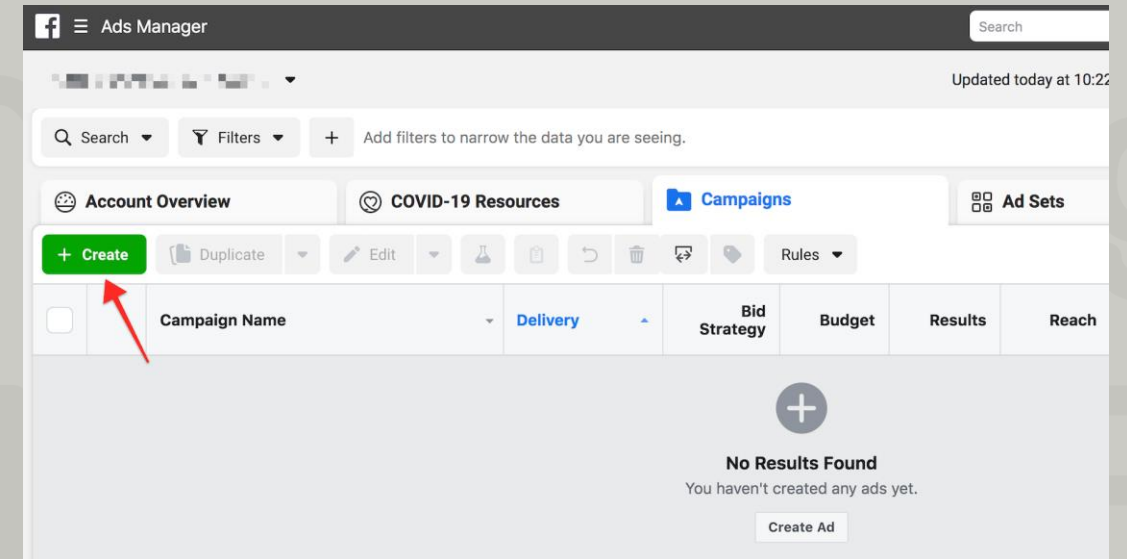 Ads Manager
Search
Updated today at 10:22
Search
Filters
Add filters to narrow the data you are seeing.
Account Overview
COVID-19 Resources
Campaigns
Ad Sets
+ Create
Duplicate
Edit
Rules
Campaign Name
Delivery
Bid
Strategy
Budget
Results
Reach
No Results Found
You haven't created any ads yet.
Create Ad